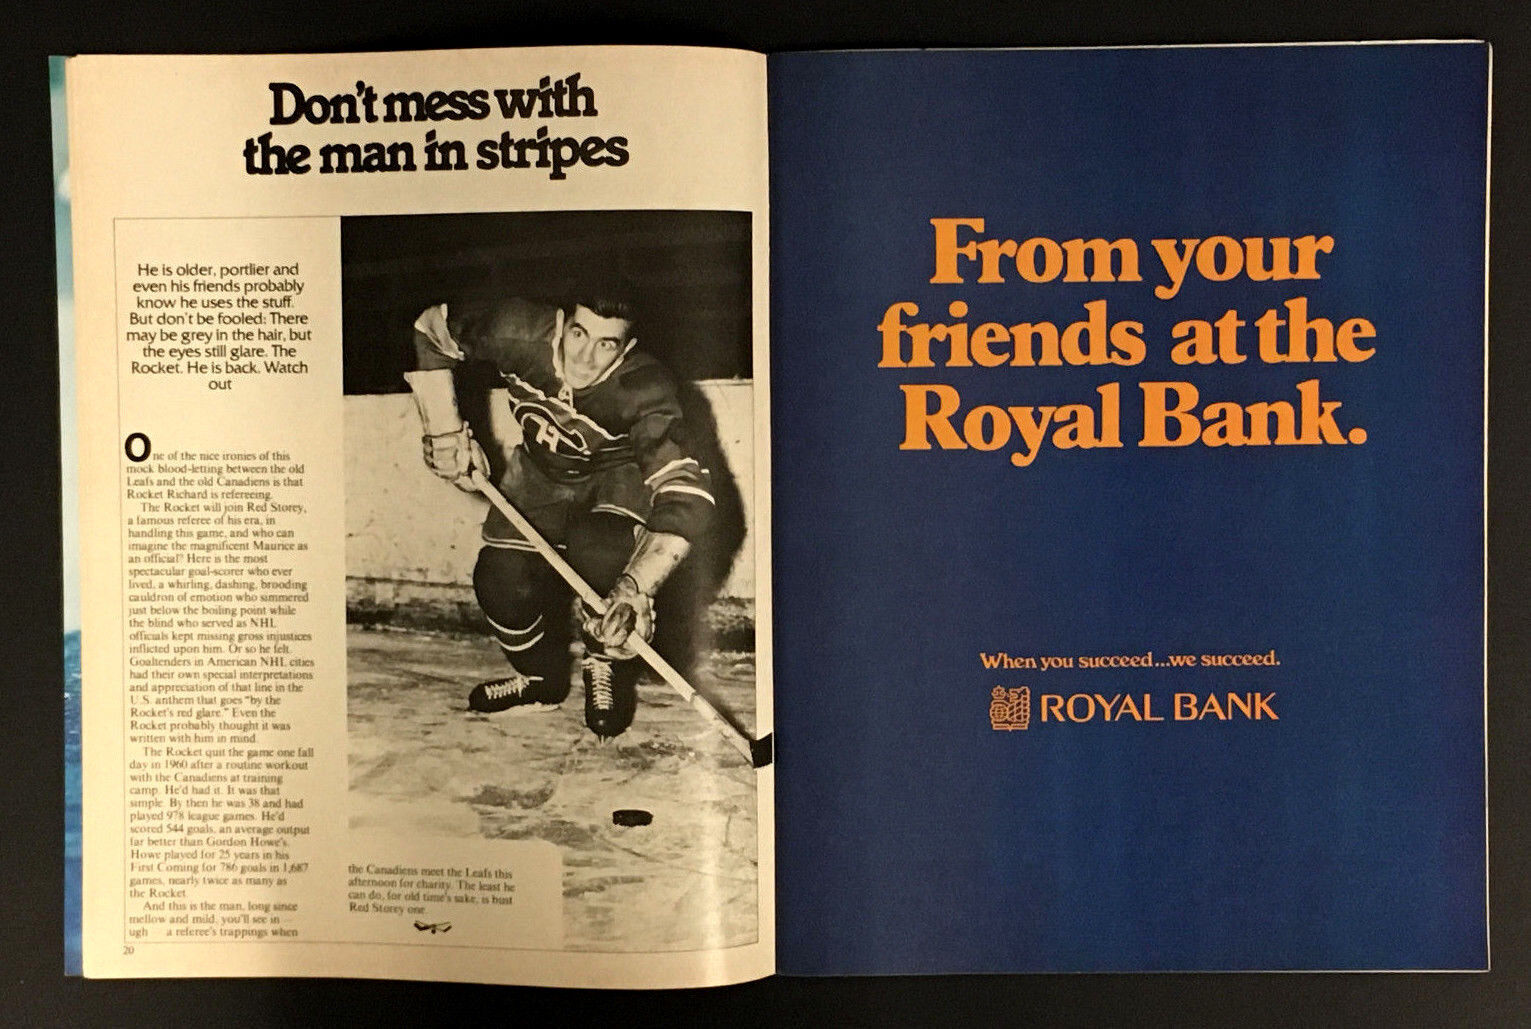 Don't mess with
the man in stripes
He is older, portlier and
even his friends probably
know he uses the stuff.
But don't be fooled: There
may be grey in the hair, but
the eyes still glare. The
Rocket. He is back. Watch
out
One of the nice ironies of this
mock blood-letting between the old
Leafs and the old Canadiens is that
Rocket Richard is refereeing.
The Rocket will join Red Storey,
a famous referee of his era, in
handling this game, and who can
imagine the magnificent Maurice as
an official? Here is the most
spectacular goal-scorer who ever
lived, a whirling, dashing, brooding
cauldron of emotion who simmered
just below the boiling point while
the blind who served as NHL
officials kept missing gross injustices
inflicted upon him. Or so he felt.
Goaltenders in American NHL cities
had their own special interpretations
and appreciation of that line in the
U.S. anthem that goes "by the
Rocket's red glare." Even the
Rocket probably thought it was
written with him in mind.
The Rocket quit the game one fall
day in 1960 after a routine workout
with the Canadiens at training
camp. He'd had it. It was that
simple. By then he was 38 and had
played 978 league games. He'd
scored 544 goals, an average output
far better than Gordon Howe's.
Howe played for 25 years in his
First Coming for 786 goals in 1,687
games, nearly twice as many as
the Rocket.
And this is the man, long since
mellow and mild, you'll see in —
ugh — a referee's trappings when
20
the Canadiens meet the Leafs this
afternoon for charity. The least he
can do, for old time's sake, is bust
Red Storey one.
A
H
From your
friends at the
Royal Bank.
When you succeed...we succeed.
ROYAL BANK